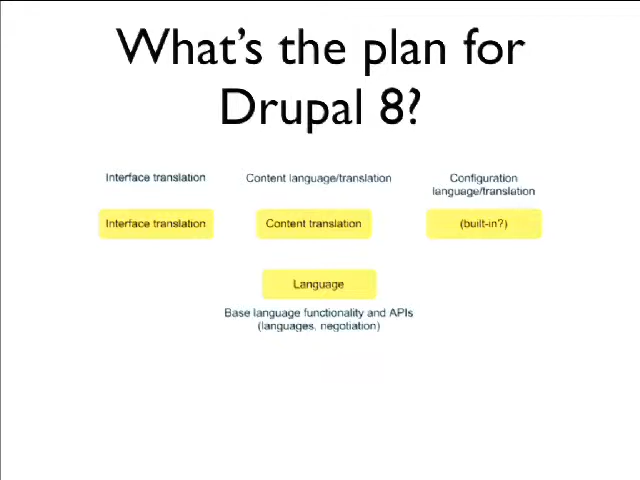 What's the plan for
Drupal 8?
Interface translation
Content language/translation
Configuration
language/translation
Interface translation
Content translation
(built-in?)
Language
Base language functionality and APIs
(languages, negotiation)